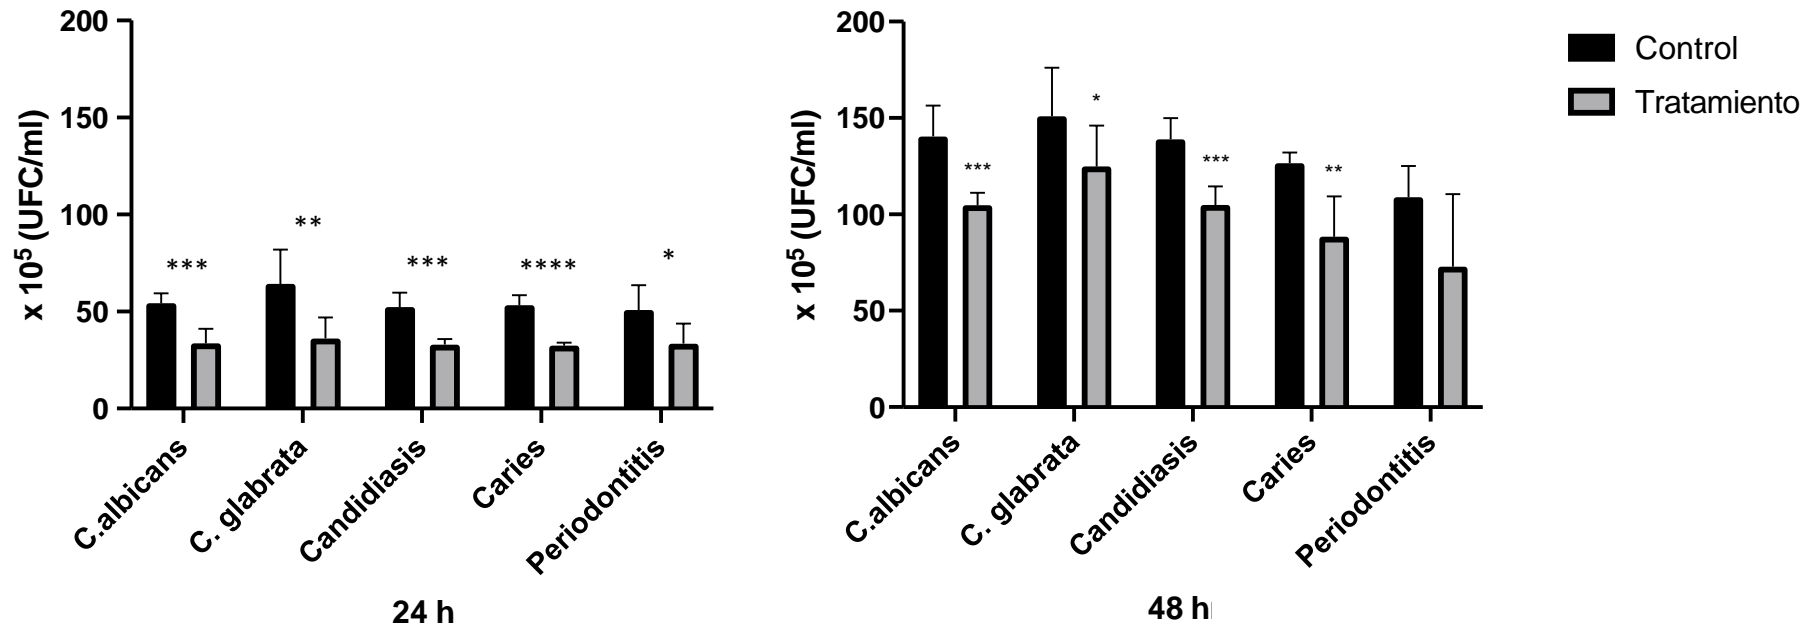 200
150
100
50
0
x 10⁵ (UFC/ml)
***
**
***
****
*
C.albicans
C. glabrata
Candidiasis
Caries
Periodontitis
24 h
200
150
100
50
0
x 10⁵ (UFC/ml)
***
*
***
**
C.albicans
C. glabrata
Candidiasis
Caries
Periodontitis
48 h
Control
Tratamiento